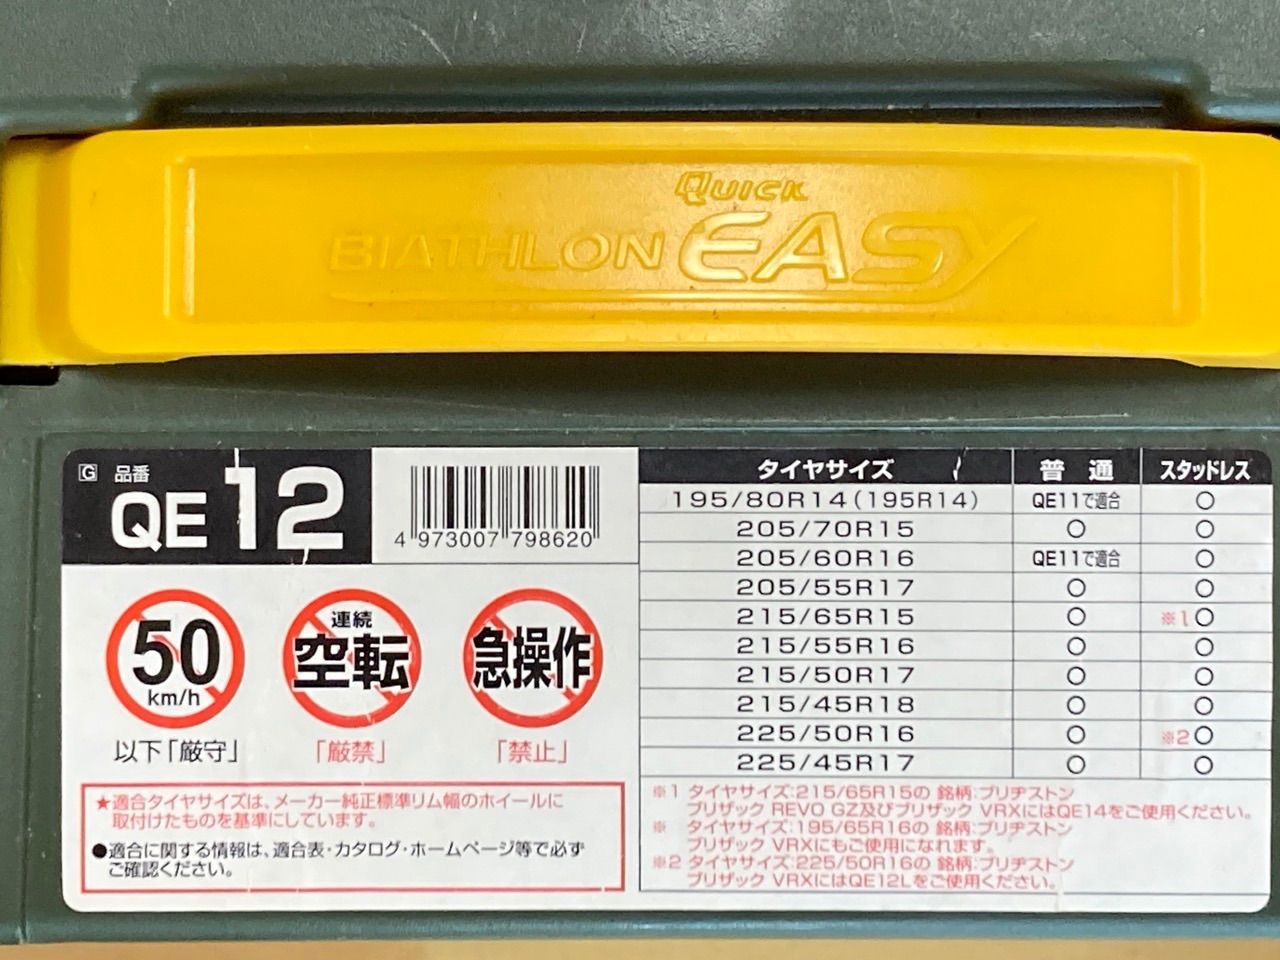 QUICK
BIATHLON EASY
G 品番
QE12
4 973007 798620
50
km/h
以下「厳守」
連続
空転
「厳禁」
急操作
「禁止」
★適合タイヤサイズは、メーカー純正標準リム幅のホイールに
取付けたものを基準にしています。
●適合に関する情報は、適合表・カタログ・ホームページ等で必ず
ご確認ください。
タイヤサイズ 普通 スタッドレス
195/80R14(195R14) QE11で適合 ○
205/70R15 ○ ○
205/60R16 QE11で適合 ○
205/55R17 ○ ○
215/65R15 ○ ※1○
215/55R16 ○ ○
215/50R17 ○ ○
215/45R18 ○ ○
225/50R16 ○ ※2○
225/45R17 ○ ○
※1 タイヤサイズ:215/65R15の 銘柄:ブリヂストン
ブリザック REVO GZ及びブリザック VRXにはQE14をご使用ください。
※ タイヤサイズ:195/65R16の 銘柄:ブリヂストン
ブリザック VRXにもご使用になれます。
※2 タイヤサイズ:225/50R16の 銘柄:ブリヂストン
ブリザック VRXにはQE12Lをご使用ください。